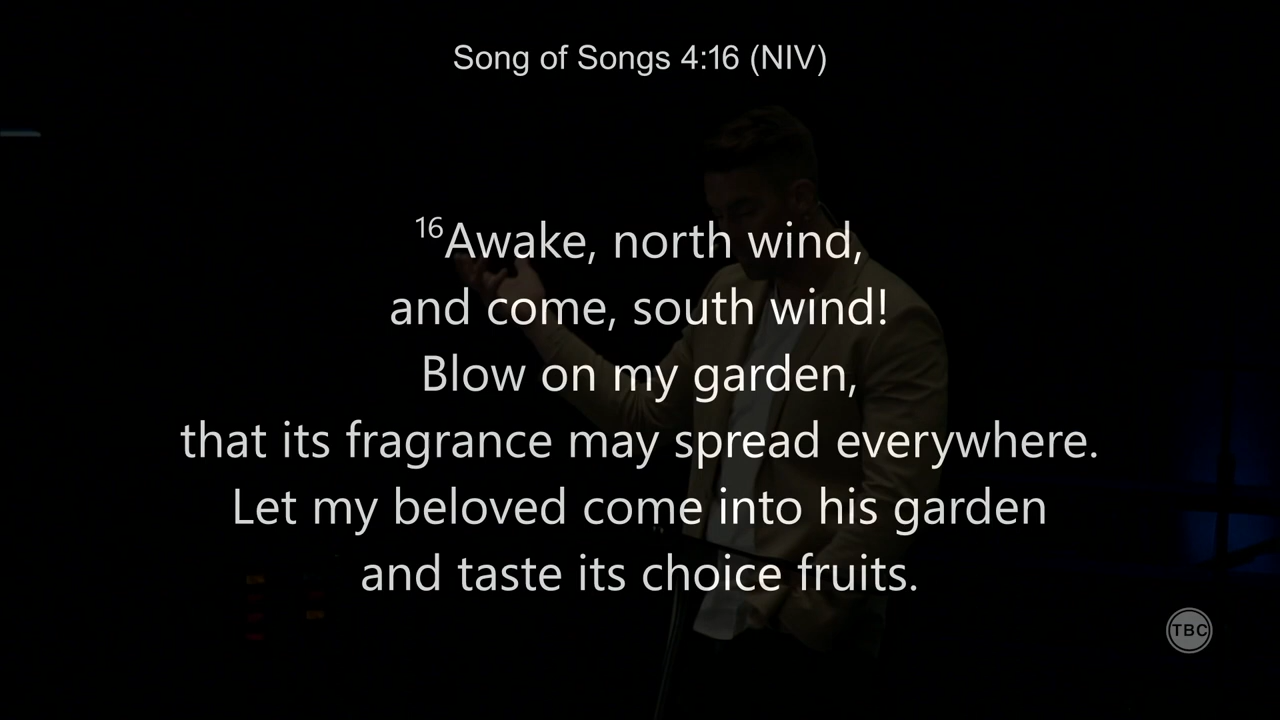 Song of Songs 4:16 (NIV)
16Awake, north wind,
and come, south wind!
Blow on my garden,
that its fragrance may spread everywhere.
Let my beloved come into his garden
and taste its choice fruits.
TBC